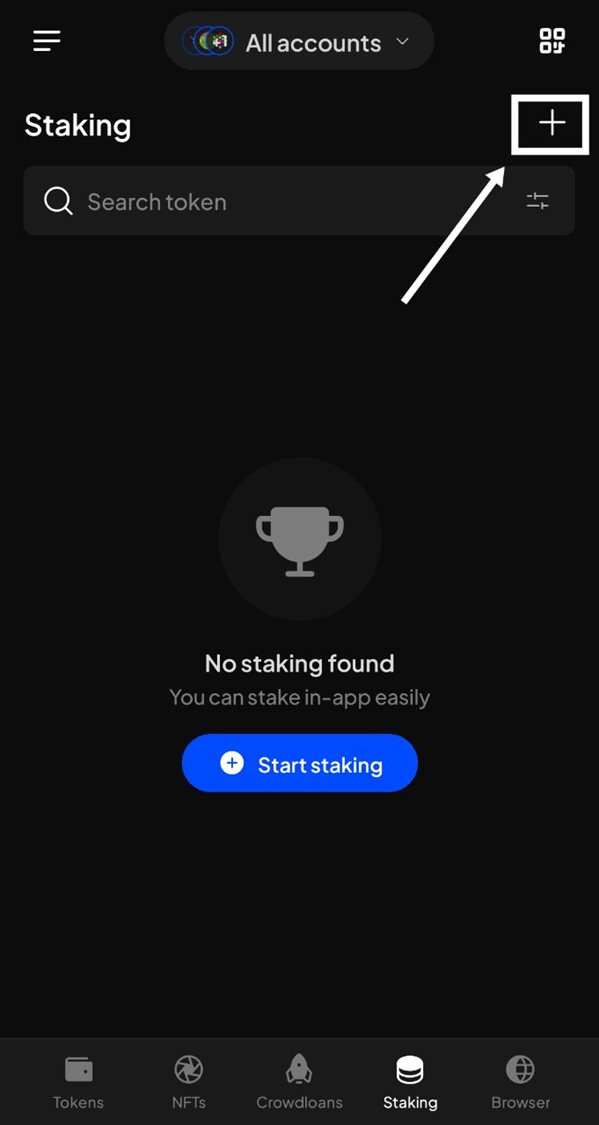 All accounts
Staking
Search token
No staking found
You can stake in-app easily
Start staking
Tokens
NFTs
Crowdloans
Staking
Browser